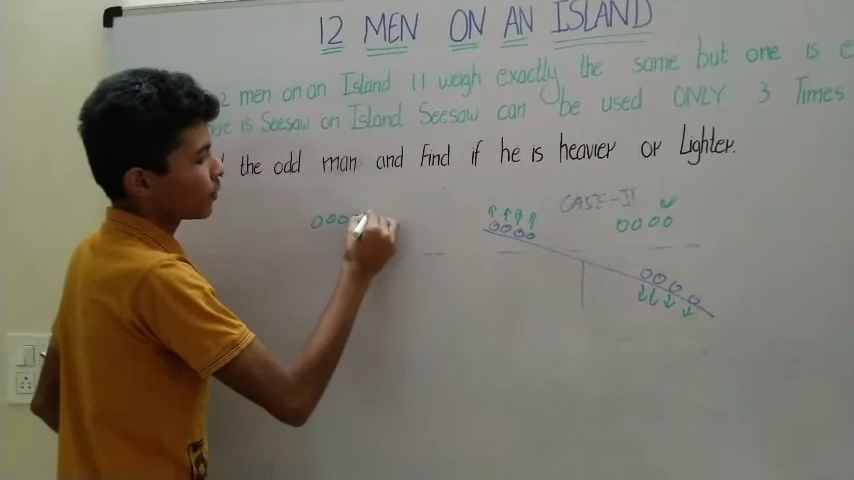 12 MEN ON AN ISLAND
men on an Island 11 weigh exactly the same but one is
is Seesaw on Island Seesaw can be used ONLY 3 Times
the odd man and find if he is heavier or Lighter.
CASE-II